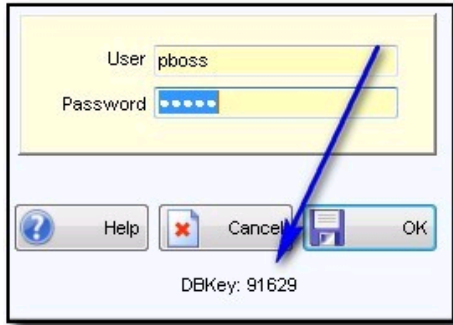 User pboss
Password •••••
Help Cancel OK
DBKey: 91629